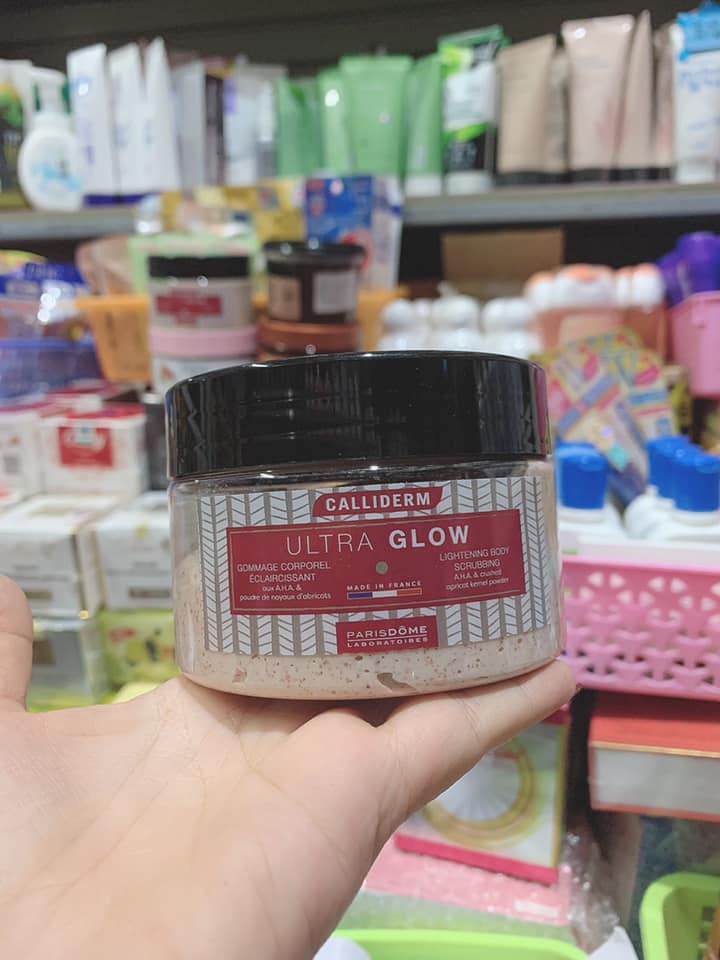 CALLIDERM
ULTRA GLOW
GOMMAGE CORPOREL
ÉCLAIRCISSANT
aux A.H.A. &
poudre de noyaux d'abricots
MADE IN FRANCE
LIGHTENING BODY
SCRUBBING
A.H.A. & crushed
apricot kernel powder
PARISDÔME
LABORATOIRES